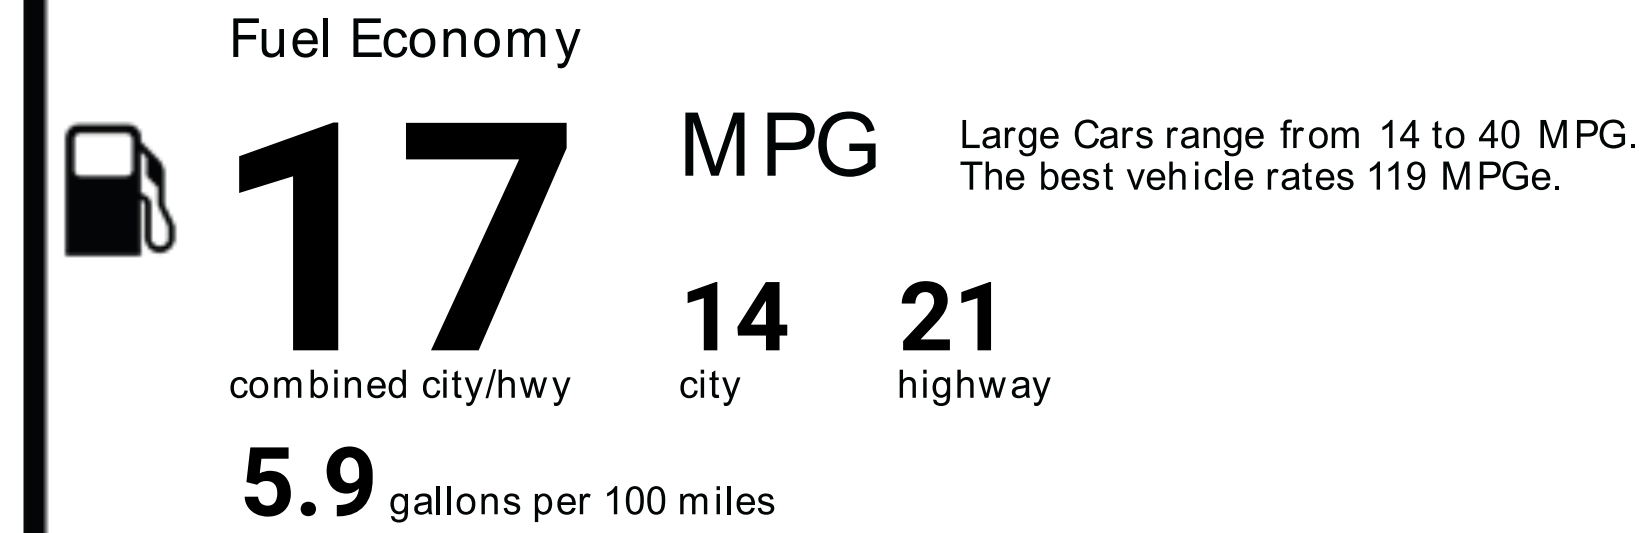 Fuel Economy
17
MPG
Large Cars range from 14 to 40 MPG.
The best vehicle rates 119 MPGe.
14
21
combined city/hwy
city
highway
5.9 gallons per 100 miles